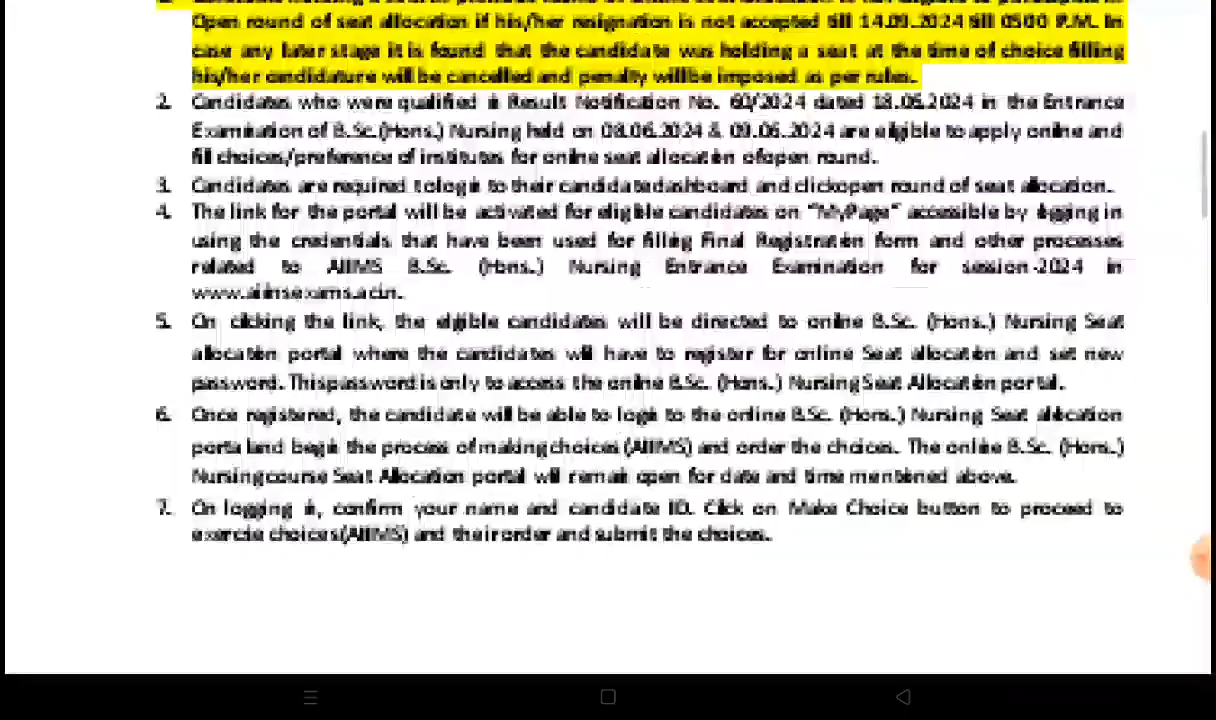 Open round of seat allocation if his/her resignation is not accepted till 14.09.2024 till 05:00 P.M. In
case any later stage it is found that the candidate was holding a seat at the time of choice filling
his/her candidature will be cancelled and penalty will be imposed as per rules.
2. Candidates who were qualified in Result Notification No. 60/2024 dated 18.06.2024 in the Entrance
Examination of B.Sc.(Hons.) Nursing held on 08.06.2024 & 09.06.2024 are eligible to apply online and
fill choices/preference of institutes for online seat allocation of open round.
3. Candidates are required to login to their candidate dashboard and click open round of seat allocation.
4. The link for the portal will be activated for eligible candidates on "MyPage" accessible by logging in
using the credentials that have been used for filling Final Registration form and other processes
related to AIIMS B.Sc. (Hons.) Nursing Entrance Examination for session-2024 in
www.aiimsexams.ac.in.
5. On clicking the link, the eligible candidates will be directed to online B.Sc. (Hons.) Nursing Seat
allocation portal where the candidates will have to register for online Seat allocation and set new
password. This password is only to access the online B.Sc. (Hons.) Nursing Seat Allocation portal.
6. Once registered, the candidate will be able to login to the online B.Sc. (Hons.) Nursing Seat allocation
portal and begin the process of making choices (AIIMS) and order the choices. The online B.Sc. (Hons.)
Nursing course Seat Allocation portal will remain open for date and time mentioned above.
7. On logging in, confirm your name and candidate ID. Click on Make Choice button to proceed to
exercise choices(AIIMS) and their order and submit the choices.